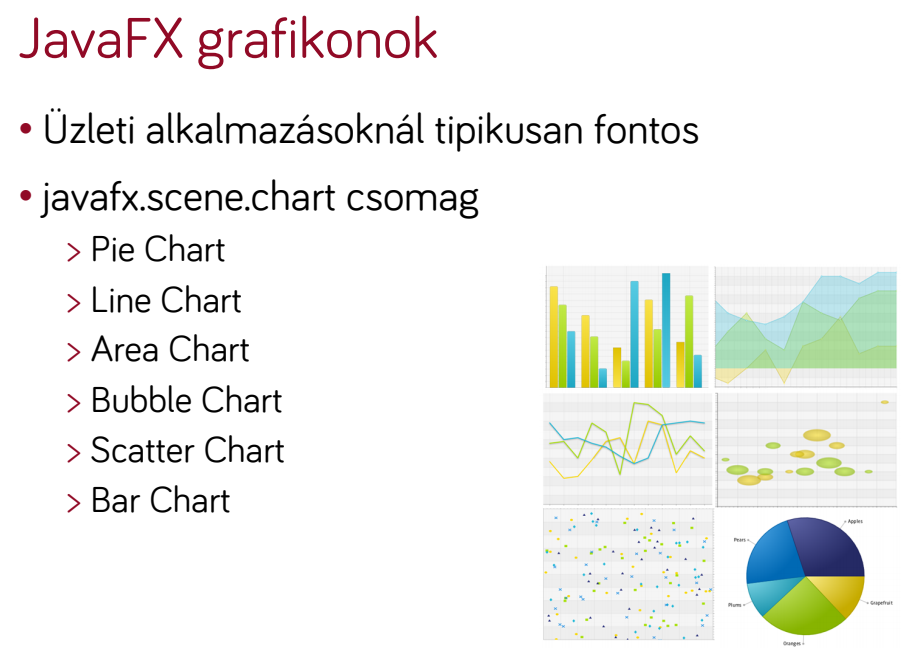 JavaFX grafikonok
• Üzleti alkalmazásoknál tipikusan fontos
• javafx.scene.chart csomag
> Pie Chart
> Line Chart
> Area Chart
> Bubble Chart
> Scatter Chart
> Bar Chart
Apples
Pears
Plums
Grapefruit
Oranges